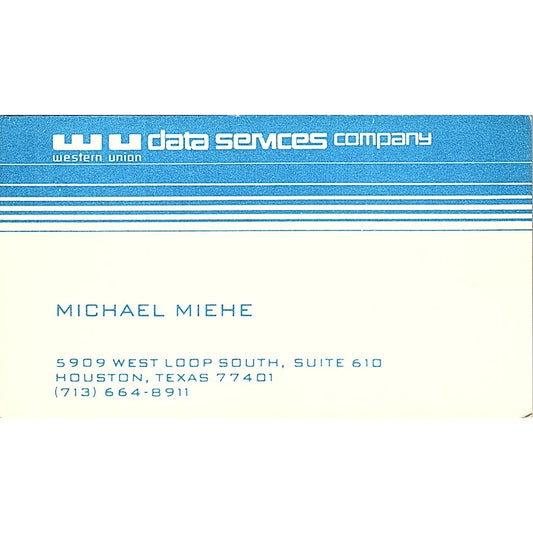 wu data services company
western union
MICHAEL MIEHE
5909 WEST LOOP SOUTH, SUITE 610
HOUSTON, TEXAS 77401
(713) 664-8911